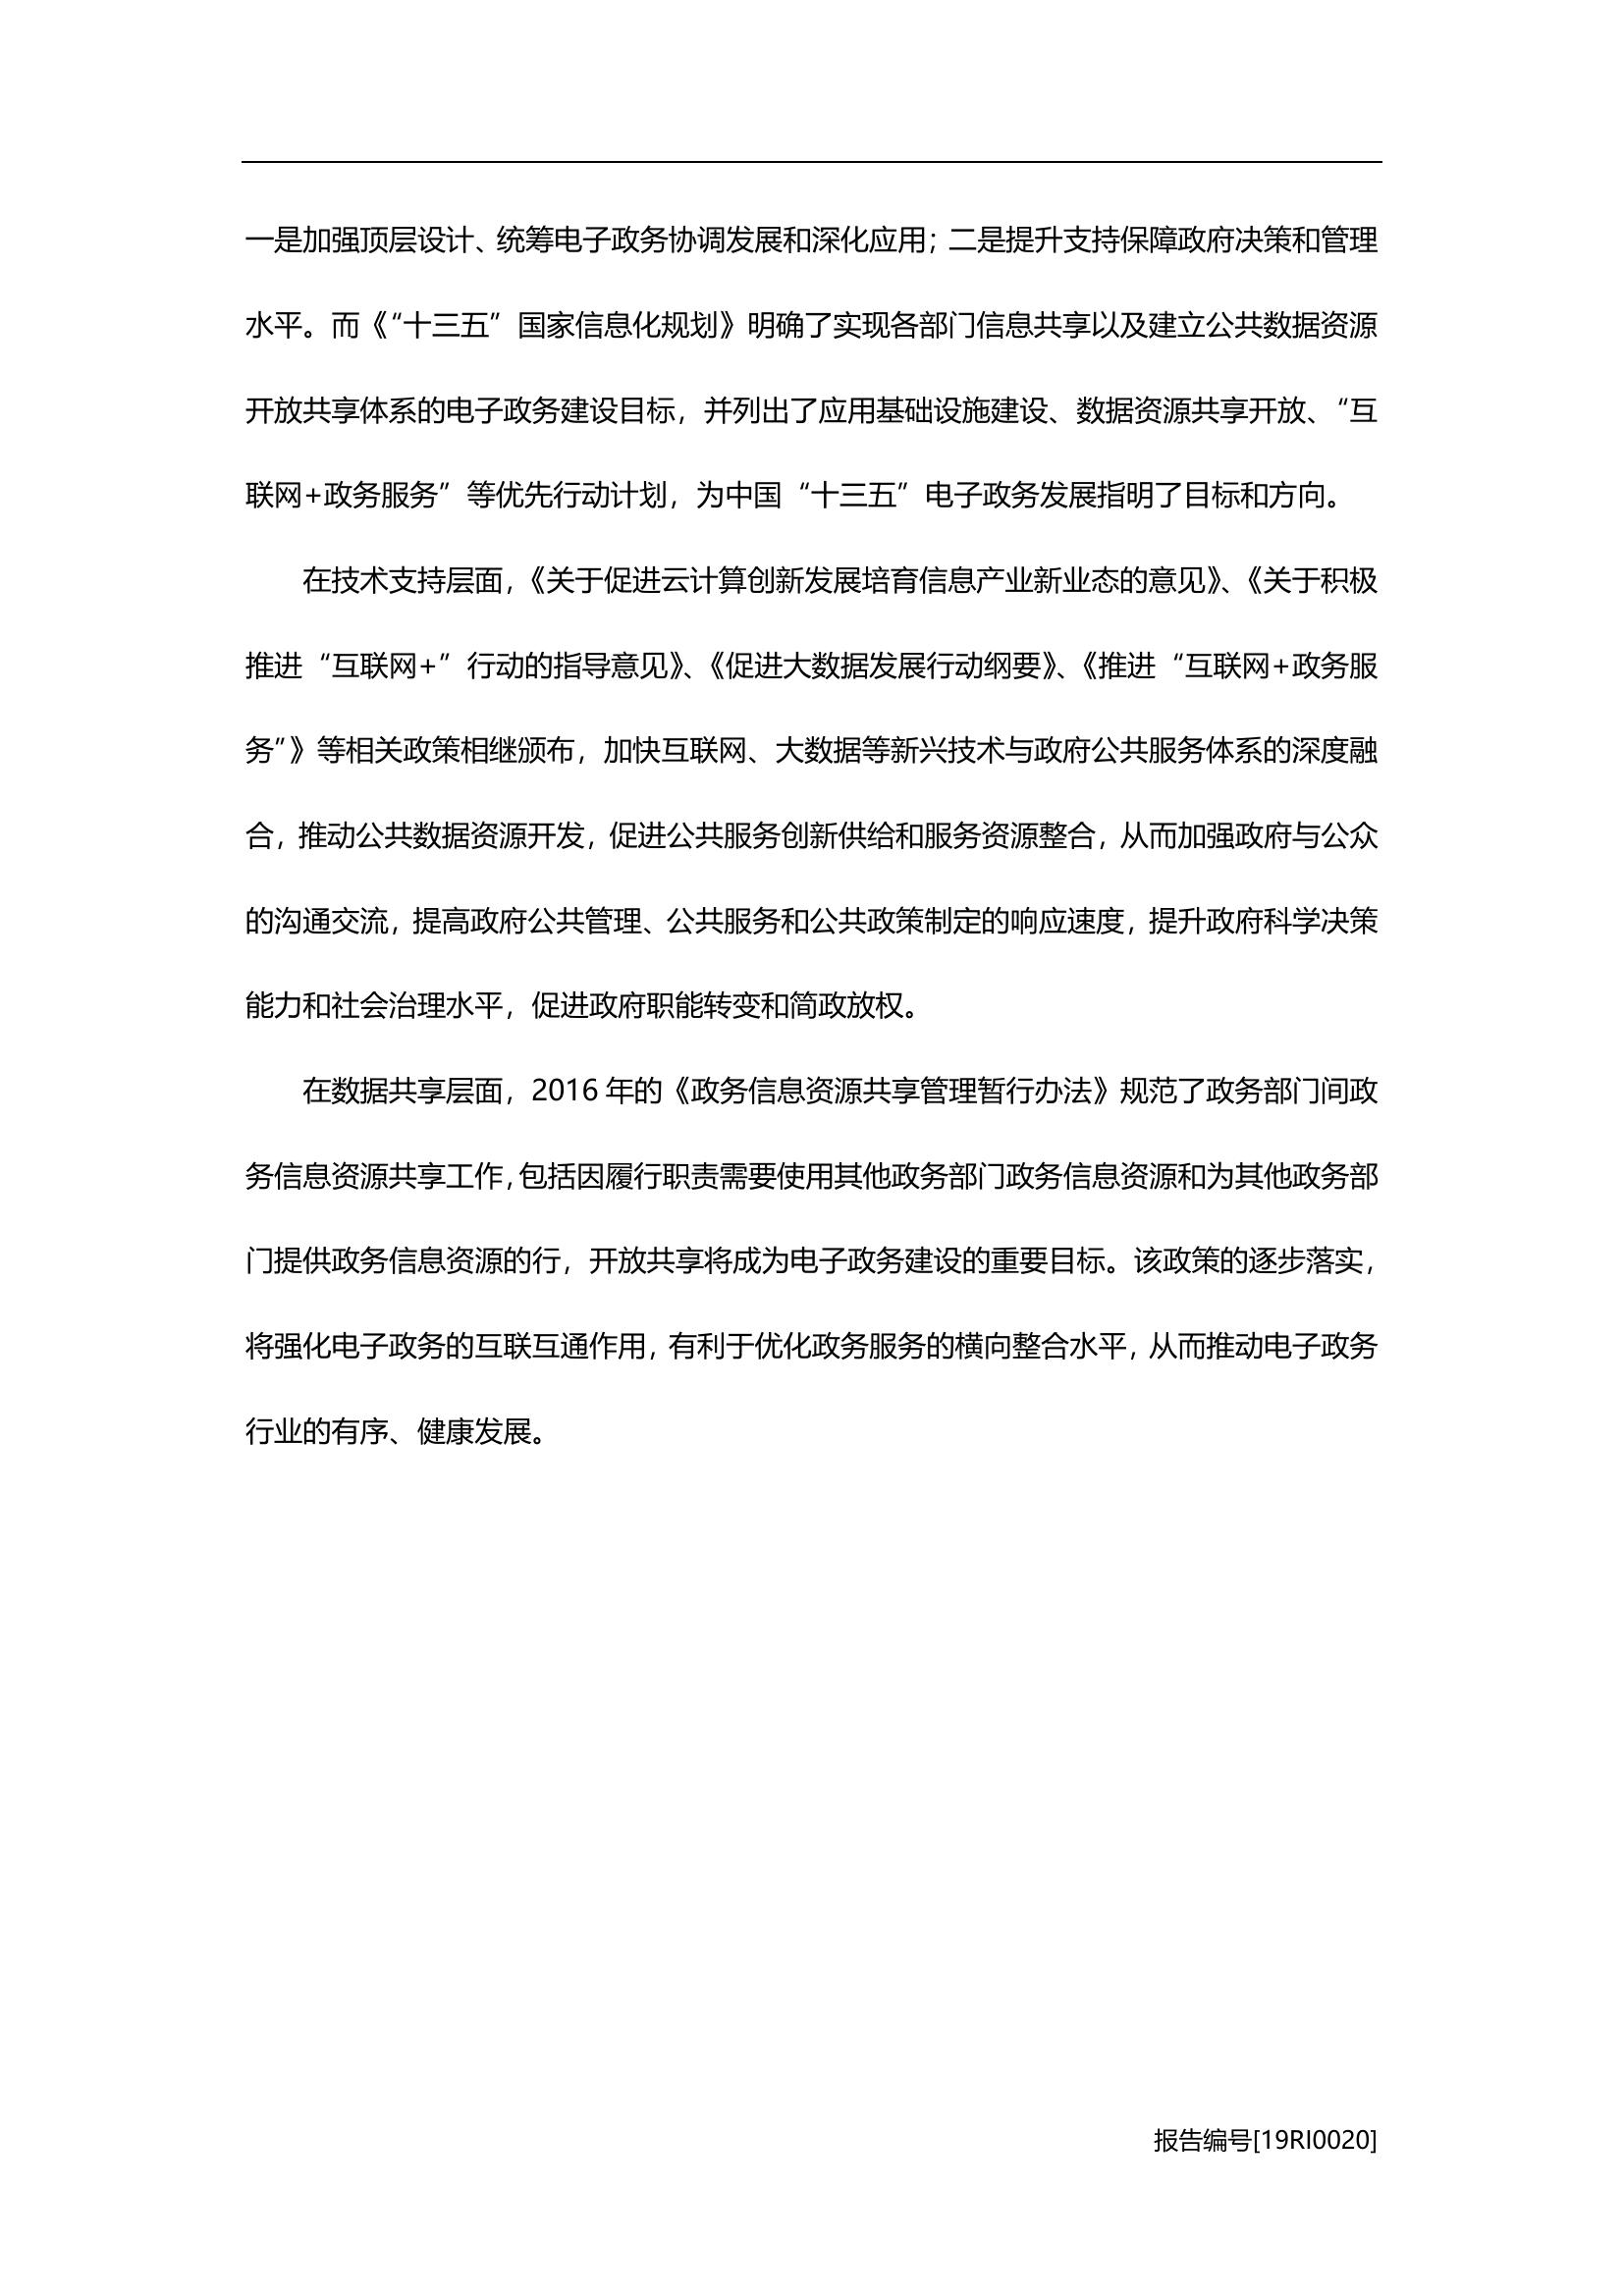 一是加强顶层设计、统筹电子政务协调发展和深化应用；二是提升支持保障政府决策和管理
水平。而《“十三五”国家信息化规划》明确了实现各部门信息共享以及建立公共数据资源
开放共享体系的电子政务建设目标，并列出了应用基础设施建设、数据资源共享开放、“互
联网+政务服务”等优先行动计划，为中国“十三五”电子政务发展指明了目标和方向。
在技术支持层面，《关于促进云计算创新发展培育信息产业新业态的意见》、《关于积极
推进“互联网+”行动的指导意见》、《促进大数据发展行动纲要》、《推进“互联网+政务服
务”》等相关政策相继颁布，加快互联网、大数据等新兴技术与政府公共服务体系的深度融
合，推动公共数据资源开发，促进公共服务创新供给和服务资源整合，从而加强政府与公众
的沟通交流，提高政府公共管理、公共服务和公共政策制定的响应速度，提升政府科学决策
能力和社会治理水平，促进政府职能转变和简政放权。
在数据共享层面，2016 年的《政务信息资源共享管理暂行办法》规范了政务部门间政
务信息资源共享工作，包括因履行职责需要使用其他政务部门政务信息资源和为其他政务部
门提供政务信息资源的行，开放共享将成为电子政务建设的重要目标。该政策的逐步落实，
将强化电子政务的互联互通作用，有利于优化政务服务的横向整合水平，从而推动电子政务
行业的有序、健康发展。
报告编号[19RI0020]